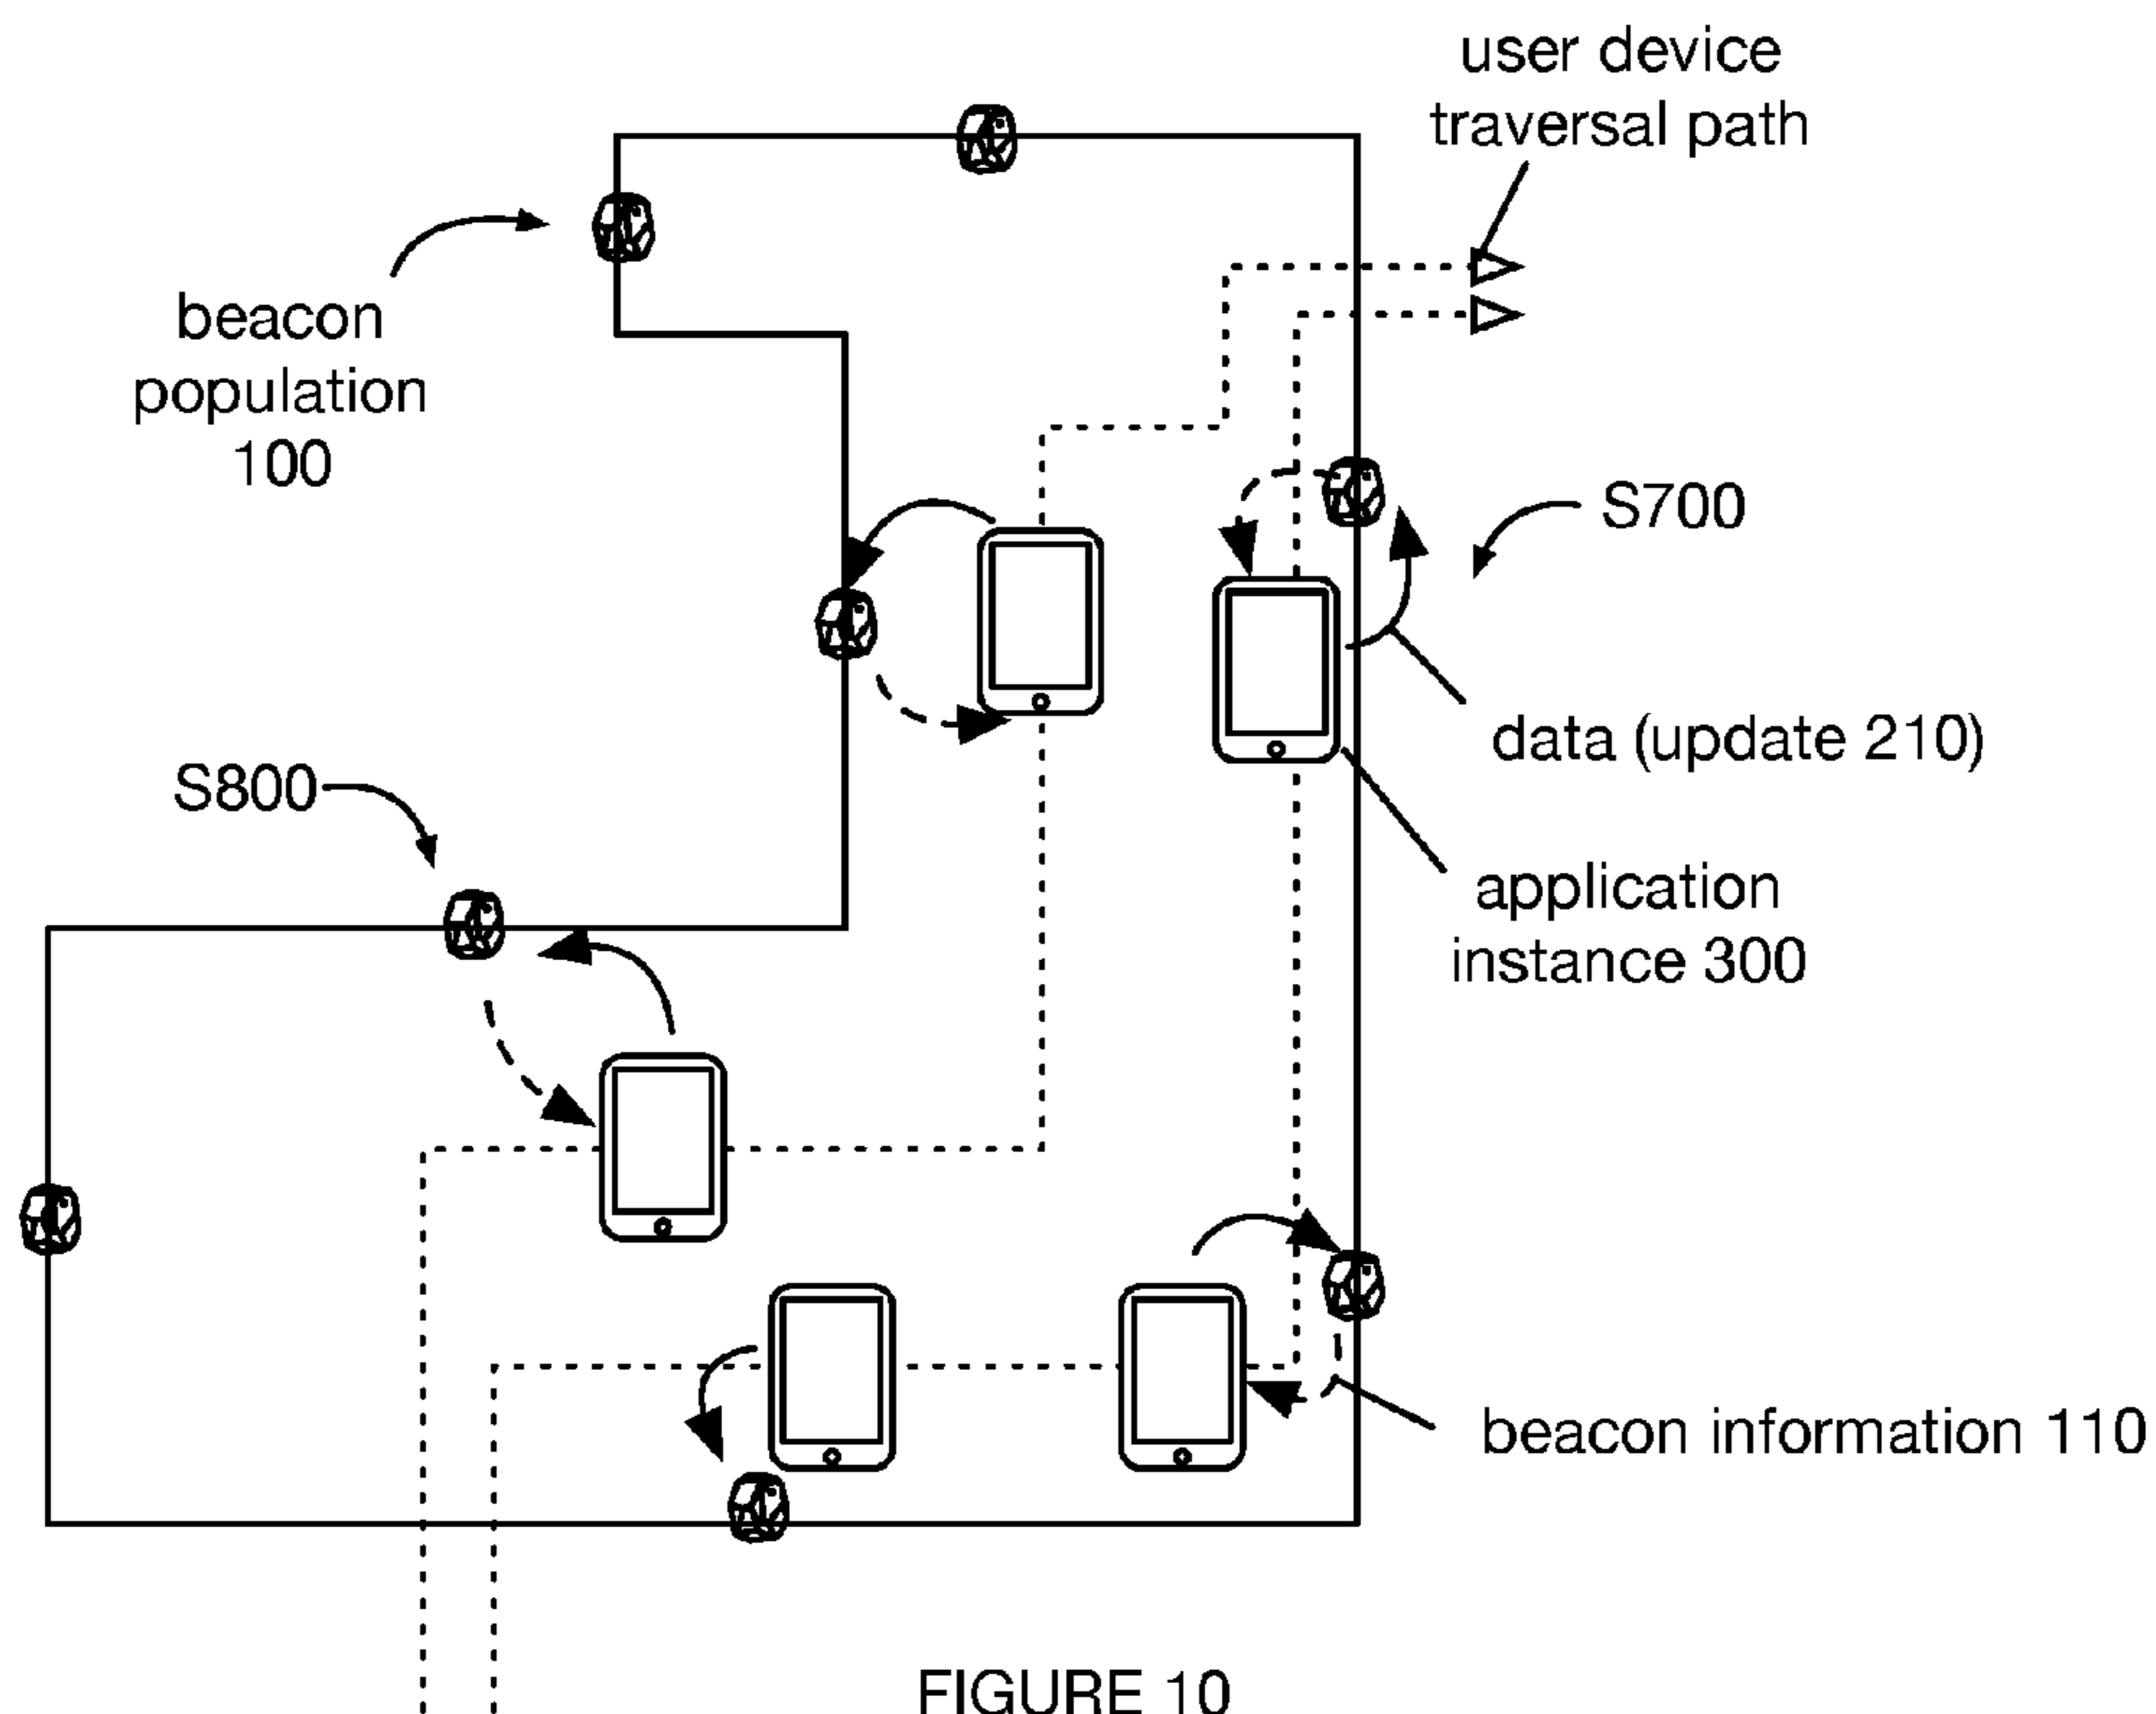 user device
traversal path
beacon
population
100
S700
data (update 210)
S800
application
instance 300
beacon information 110
FIGURE 10